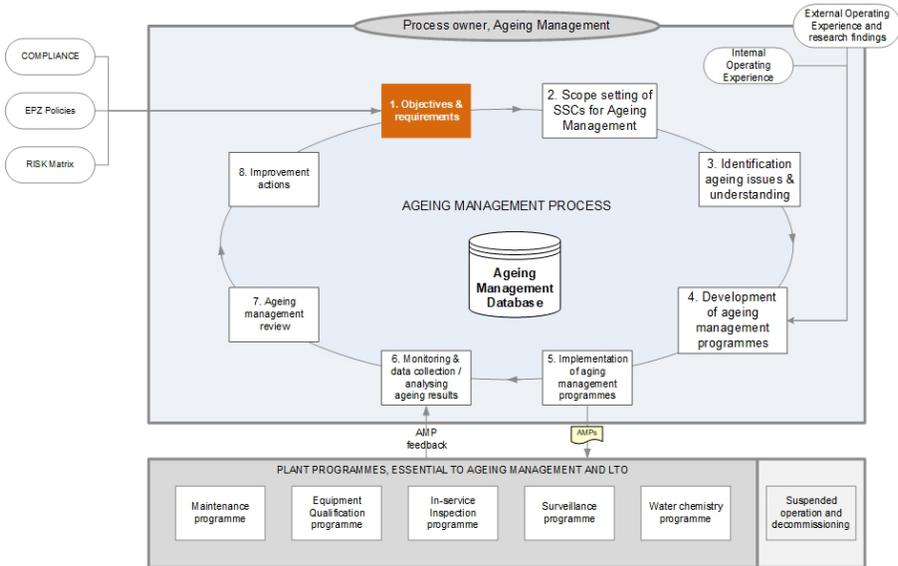 Process owner, Ageing Management
External Operating
Experience and
research findings
Internal
Operating
Experience
COMPLIANCE
EPZ Policies
RISK Matrix
1. Objectives &
requirements
2. Scope setting of
SSCs for Ageing
Management
3. Identification
ageing issues &
understanding
4. Development
of ageing
management
programmes
5. Implementation
of aging
management
programmes
6. Monitoring &
data collection /
analysing
ageing results
7. Ageing
management
review
8. Improvement
actions
AGEING MANAGEMENT PROCESS
Ageing
Management
Database
AMP
feedback
AMPs
PLANT PROGRAMMES, ESSENTIAL TO AGEING MANAGEMENT AND LTO
Maintenance
programme
Equipment
Qualification
programme
In-service
Inspection
programme
Surveillance
programme
Water chemistry
programme
Suspended
operation and
decommissioning